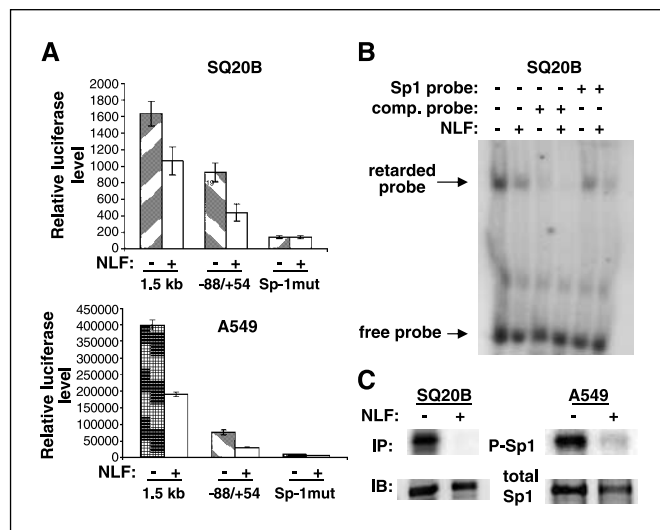 A
SQ20B
Relative luciferase level
1800
1600
1400
1200
1000
800
600
400
200
0
NLF: - + - + - +
1.5 kb -88/+54 Sp-1mut
A549
Relative luciferase level
450000
400000
350000
300000
250000
200000
150000
100000
50000
0
NLF: - + - + - +
1.5 kb -88/+54 Sp-1mut
B
SQ20B
Sp1 probe: - - - - + +
comp. probe: - - + + - -
NLF: - + - + - +
retarded probe
free probe
C
SQ20B A549
NLF: - + - +
IP: P-Sp1
IB: total Sp1